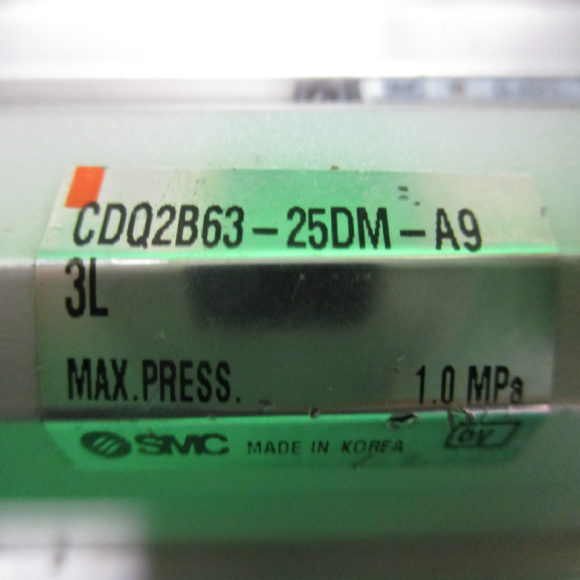 CDQ2B63-25DM-A9
3L
MAX.PRESS. 1.0 MPa
SMC MADE IN KOREA